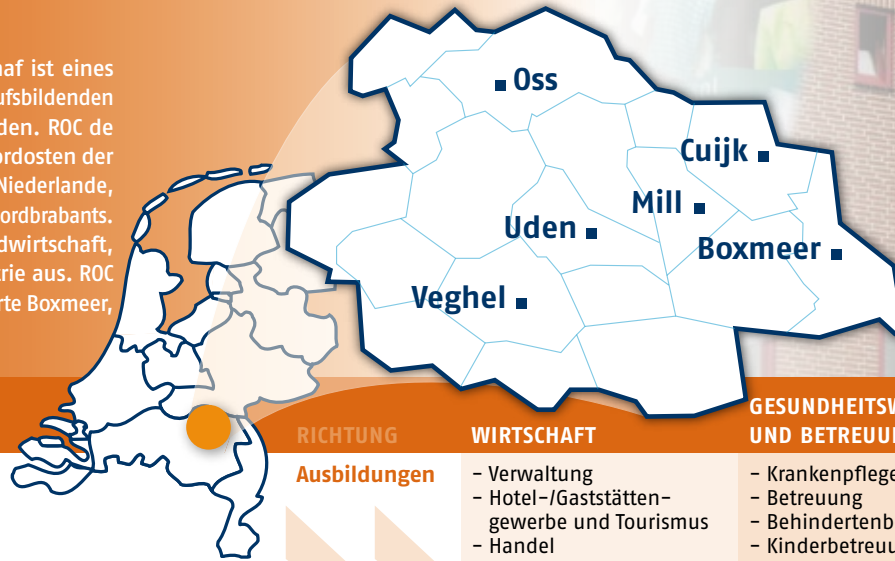 af ist eines
ufsbildenden
den. ROC de
ordosten der
Niederlande,
ordbrabants.
dwirtschaft,
trie aus. ROC
rte Boxmeer,
Oss
Cuijk
Mill
Uden
Boxmeer
Veghel
RICHTUNG
WIRTSCHAFT
GESUNDHEITSW
UND BETREUU
Ausbildungen
- Verwaltung
- Hotel-/Gaststätten-
gewerbe und Tourismus
- Handel
- Krankenpflege
- Betreuung
- Behindertenb
- Kinderbetreuu